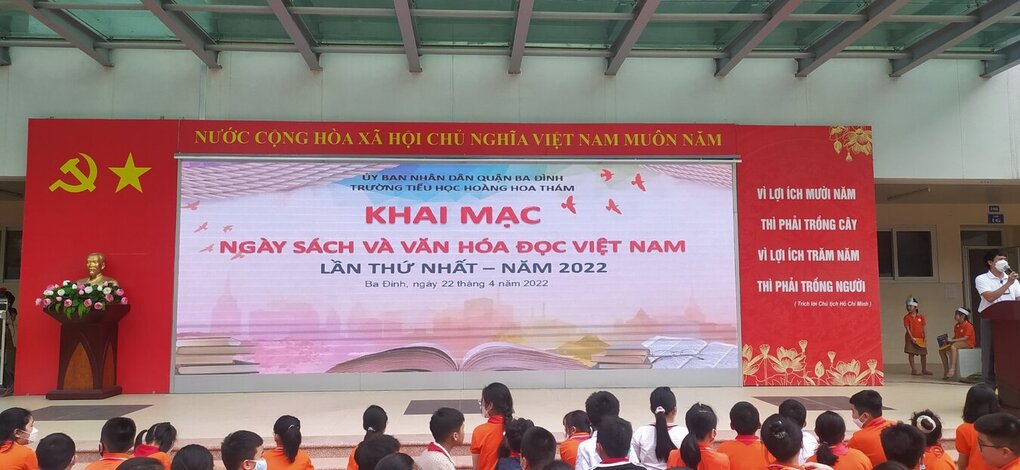 NƯỚC CỘNG HÒA XÃ HỘI CHỦ NGHĨA VIỆT NAM MUÔN NĂM
ỦY BAN NHÂN DÂN QUẬN BA ĐÌNH
TRƯỜNG TIỂU HỌC HOÀNG HOA THÁM
KHAI MẠC
NGÀY SÁCH VÀ VĂN HÓA ĐỌC VIỆT NAM
LẦN THỨ NHẤT – NĂM 2022
Ba Đình, ngày 22 tháng 4 năm 2022
VÌ LỢI ÍCH MƯỜI NĂM
THÌ PHẢI TRỒNG CÂY
VÌ LỢI ÍCH TRĂM NĂM
THÌ PHẢI TRỒNG NGƯỜI
( Trích lời Chủ tịch Hồ Chí Minh )